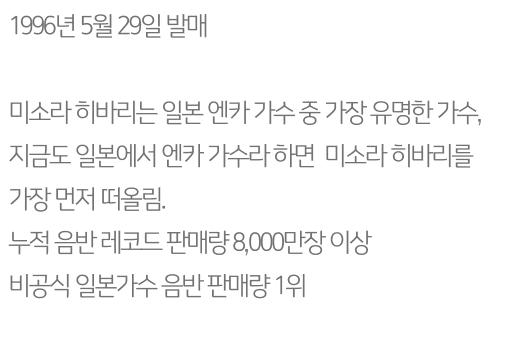 1996년 5월 29일 발매
미소라 히바리는 일본 엔카 가수 중 가장 유명한 가수,
지금도 일본에서 엔카 가수라 하면 미소라 히바리를
가장 먼저 떠올림.
누적 음반 레코드 판매량 8,000만장 이상
비공식 일본가수 음반 판매량 1위